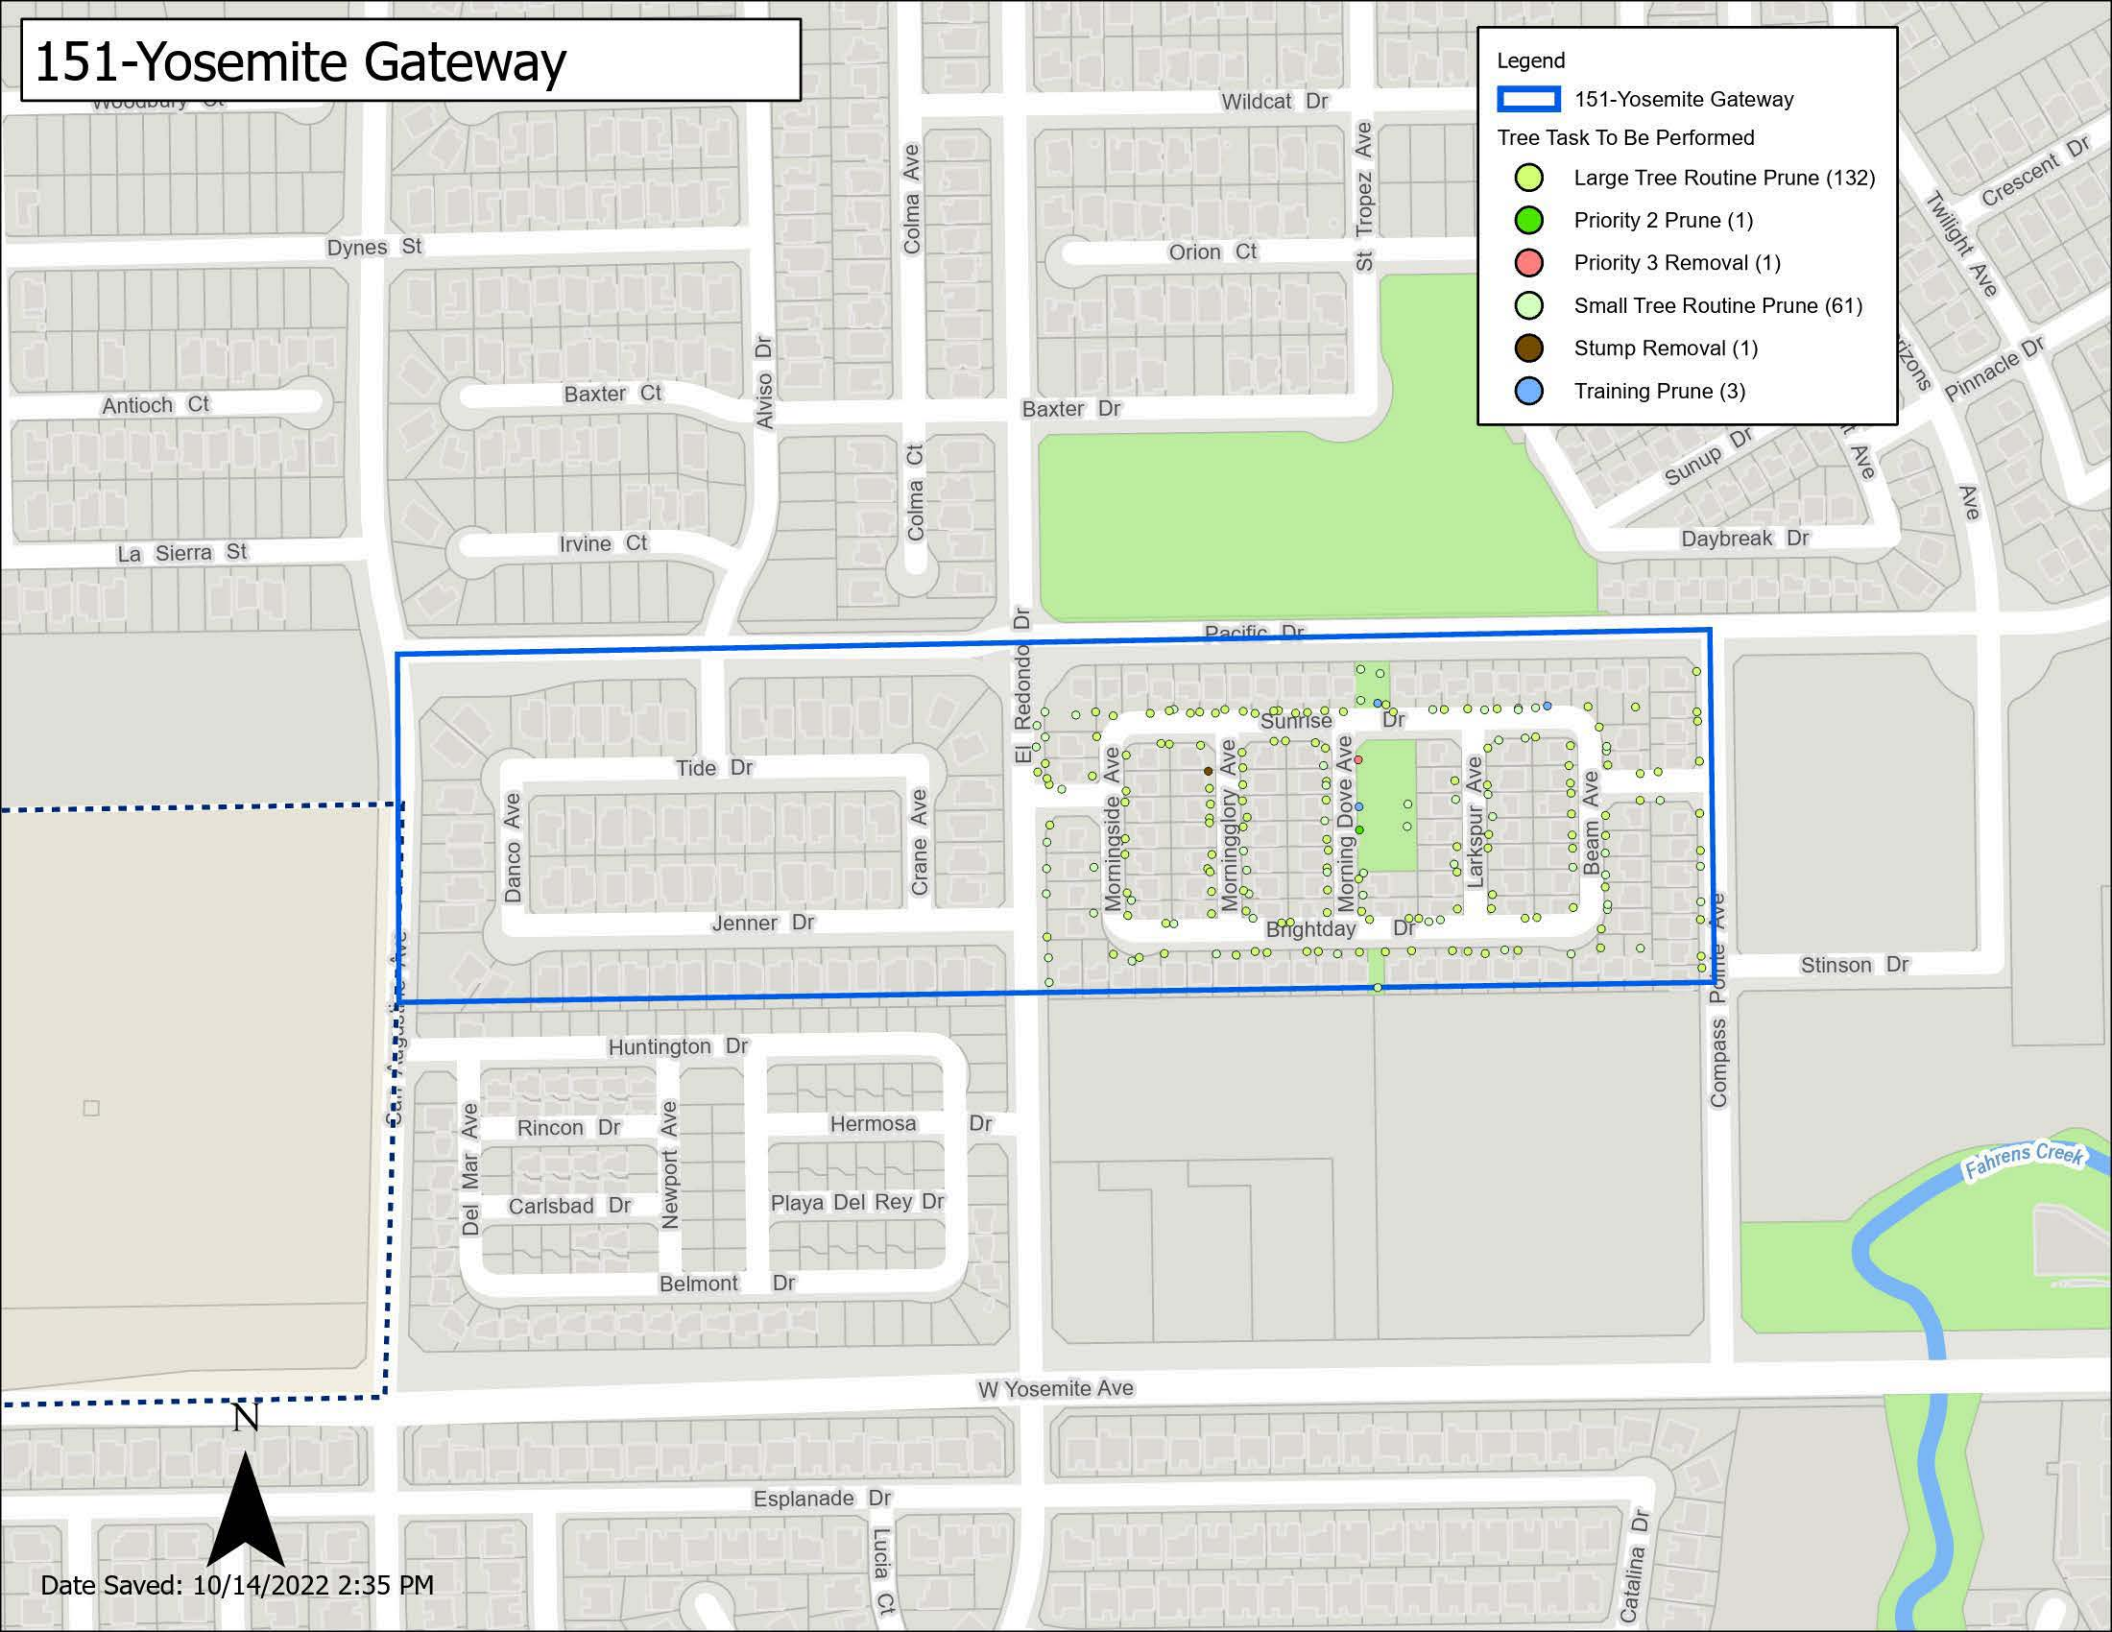 151-Yosemite Gateway
Legend
151-Yosemite Gateway
Tree Task To Be Performed
Large Tree Routine Prune (132)
Priority 2 Prune (1)
Priority 3 Removal (1)
Small Tree Routine Prune (61)
Stump Removal (1)
Training Prune (3)
Woodbury Ct
Wildcat Dr
Crescent Dr
Colma Ave
St Tropez Ave
Twilight Ave
Dynes St
Orion Ct
Pinnacle Dr
rizons
Alviso Dr
Baxter Ct
Antioch Ct
Baxter Dr
Sunup Dr
Ave
Colma Ct
Ave
Irvine Ct
La Sierra St
Daybreak Dr
El Redondo Dr
Pacific Dr
Sunrise Dr
Tide Dr
Danco Ave
Crane Ave
Morningside Ave
Morningglory Ave
Morning Dove Ave
Larkspur Ave
Beam Ave
Jenner Dr
Brightday Dr
Stinson Dr
Compass Pointe Ave
Huntington Dr
Del Mar Ave
Rincon Dr
Newport Ave
Hermosa Dr
Fahrens Creek
Carlsbad Dr
Playa Del Rey Dr
Belmont Dr
W Yosemite Ave
N
Esplanade Dr
Lucia Ct
Catalina Dr
Date Saved: 10/14/2022 2:35 PM